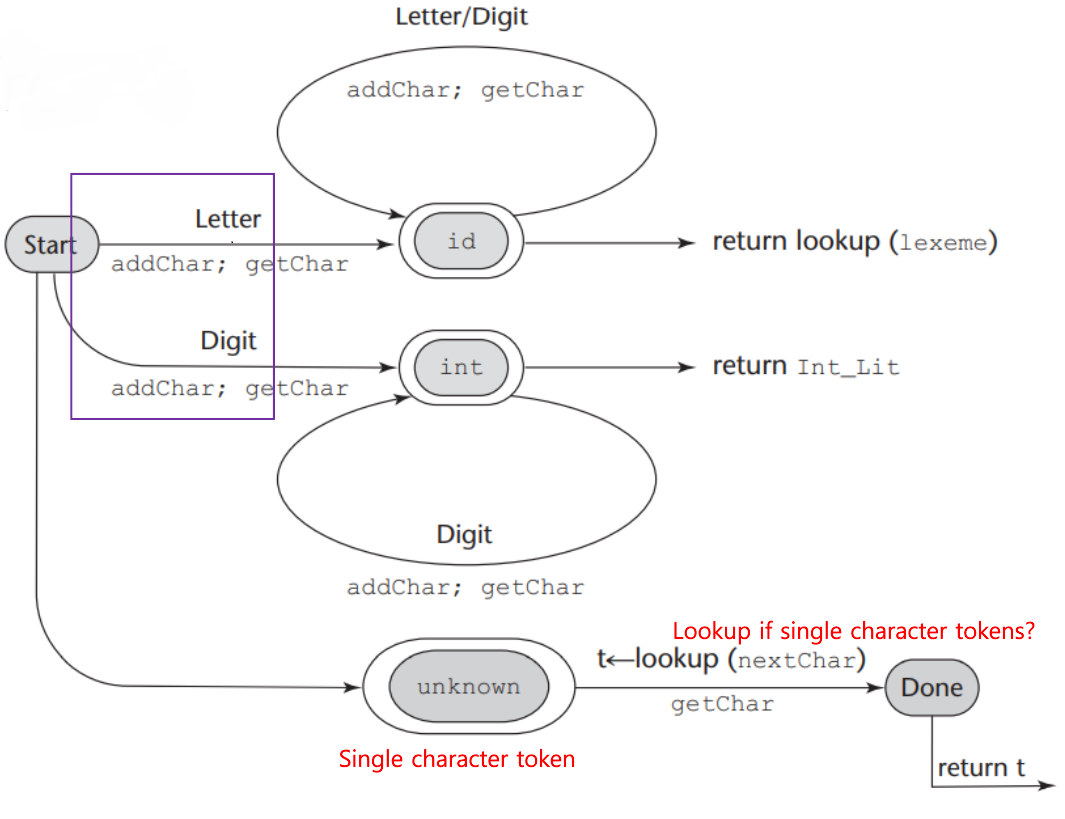 Letter/Digit
addChar; getChar
Letter
Start
id
return lookup (lexeme)
addChar; getChar
Digit
int
return Int_Lit
addChar; getChar
Digit
addChar; getChar
Lookup if single character tokens?
t←lookup (nextChar)
unknown
Done
getChar
Single character token
return t